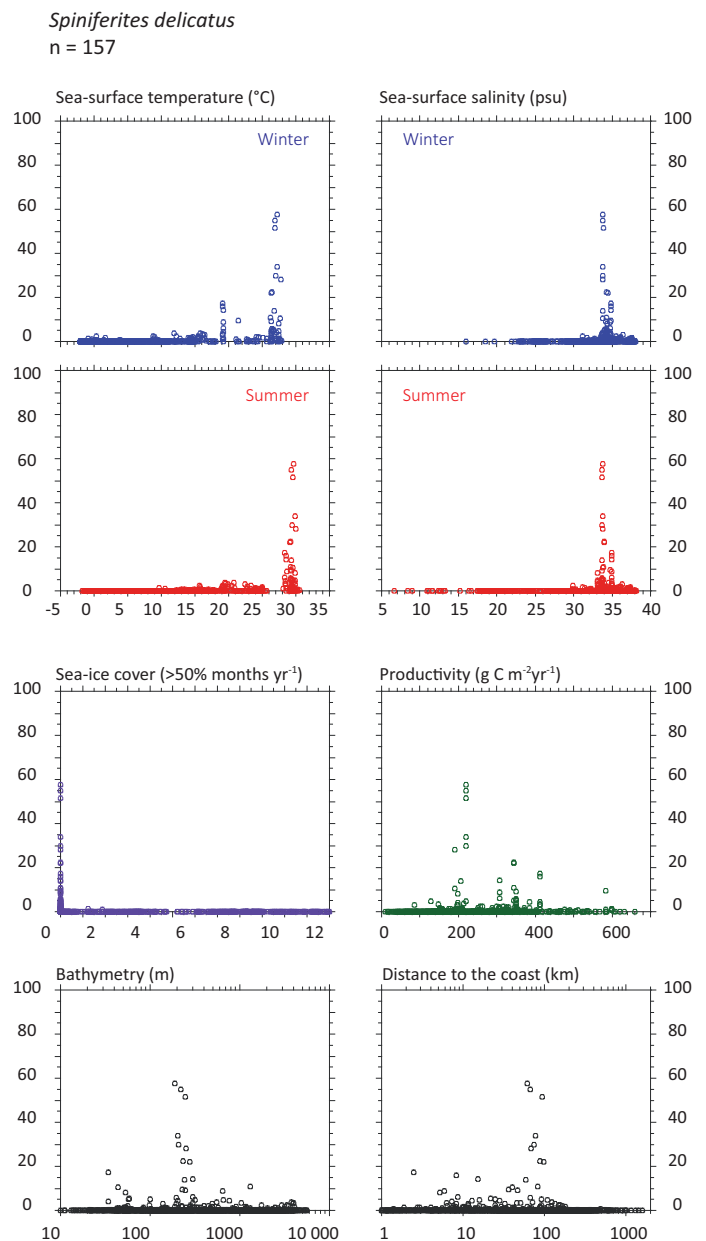 Spiniferites delicatus
n = 157
Sea-surface temperature (°C) Sea-surface salinity (psu)
100 100
Winter Winter
80 80
60 60
40 40
20 20
0 0
100 100
Summer Summer
80 80
60 60
40 40
20 20
0 0
-5 0 5 10 15 20 25 30 35 5 10 15 20 25 30 35 40
Sea-ice cover (>50% months yr⁻¹) Productivity (g C m⁻²yr⁻¹)
100 100
80 80
60 60
40 40
20 20
0 0
0 2 4 6 8 10 12 0 200 400 600
Bathymetry (m) Distance to the coast (km)
100 100
80 80
60 60
40 40
20 20
0 0
10 100 1000 10 000 1 10 100 1000